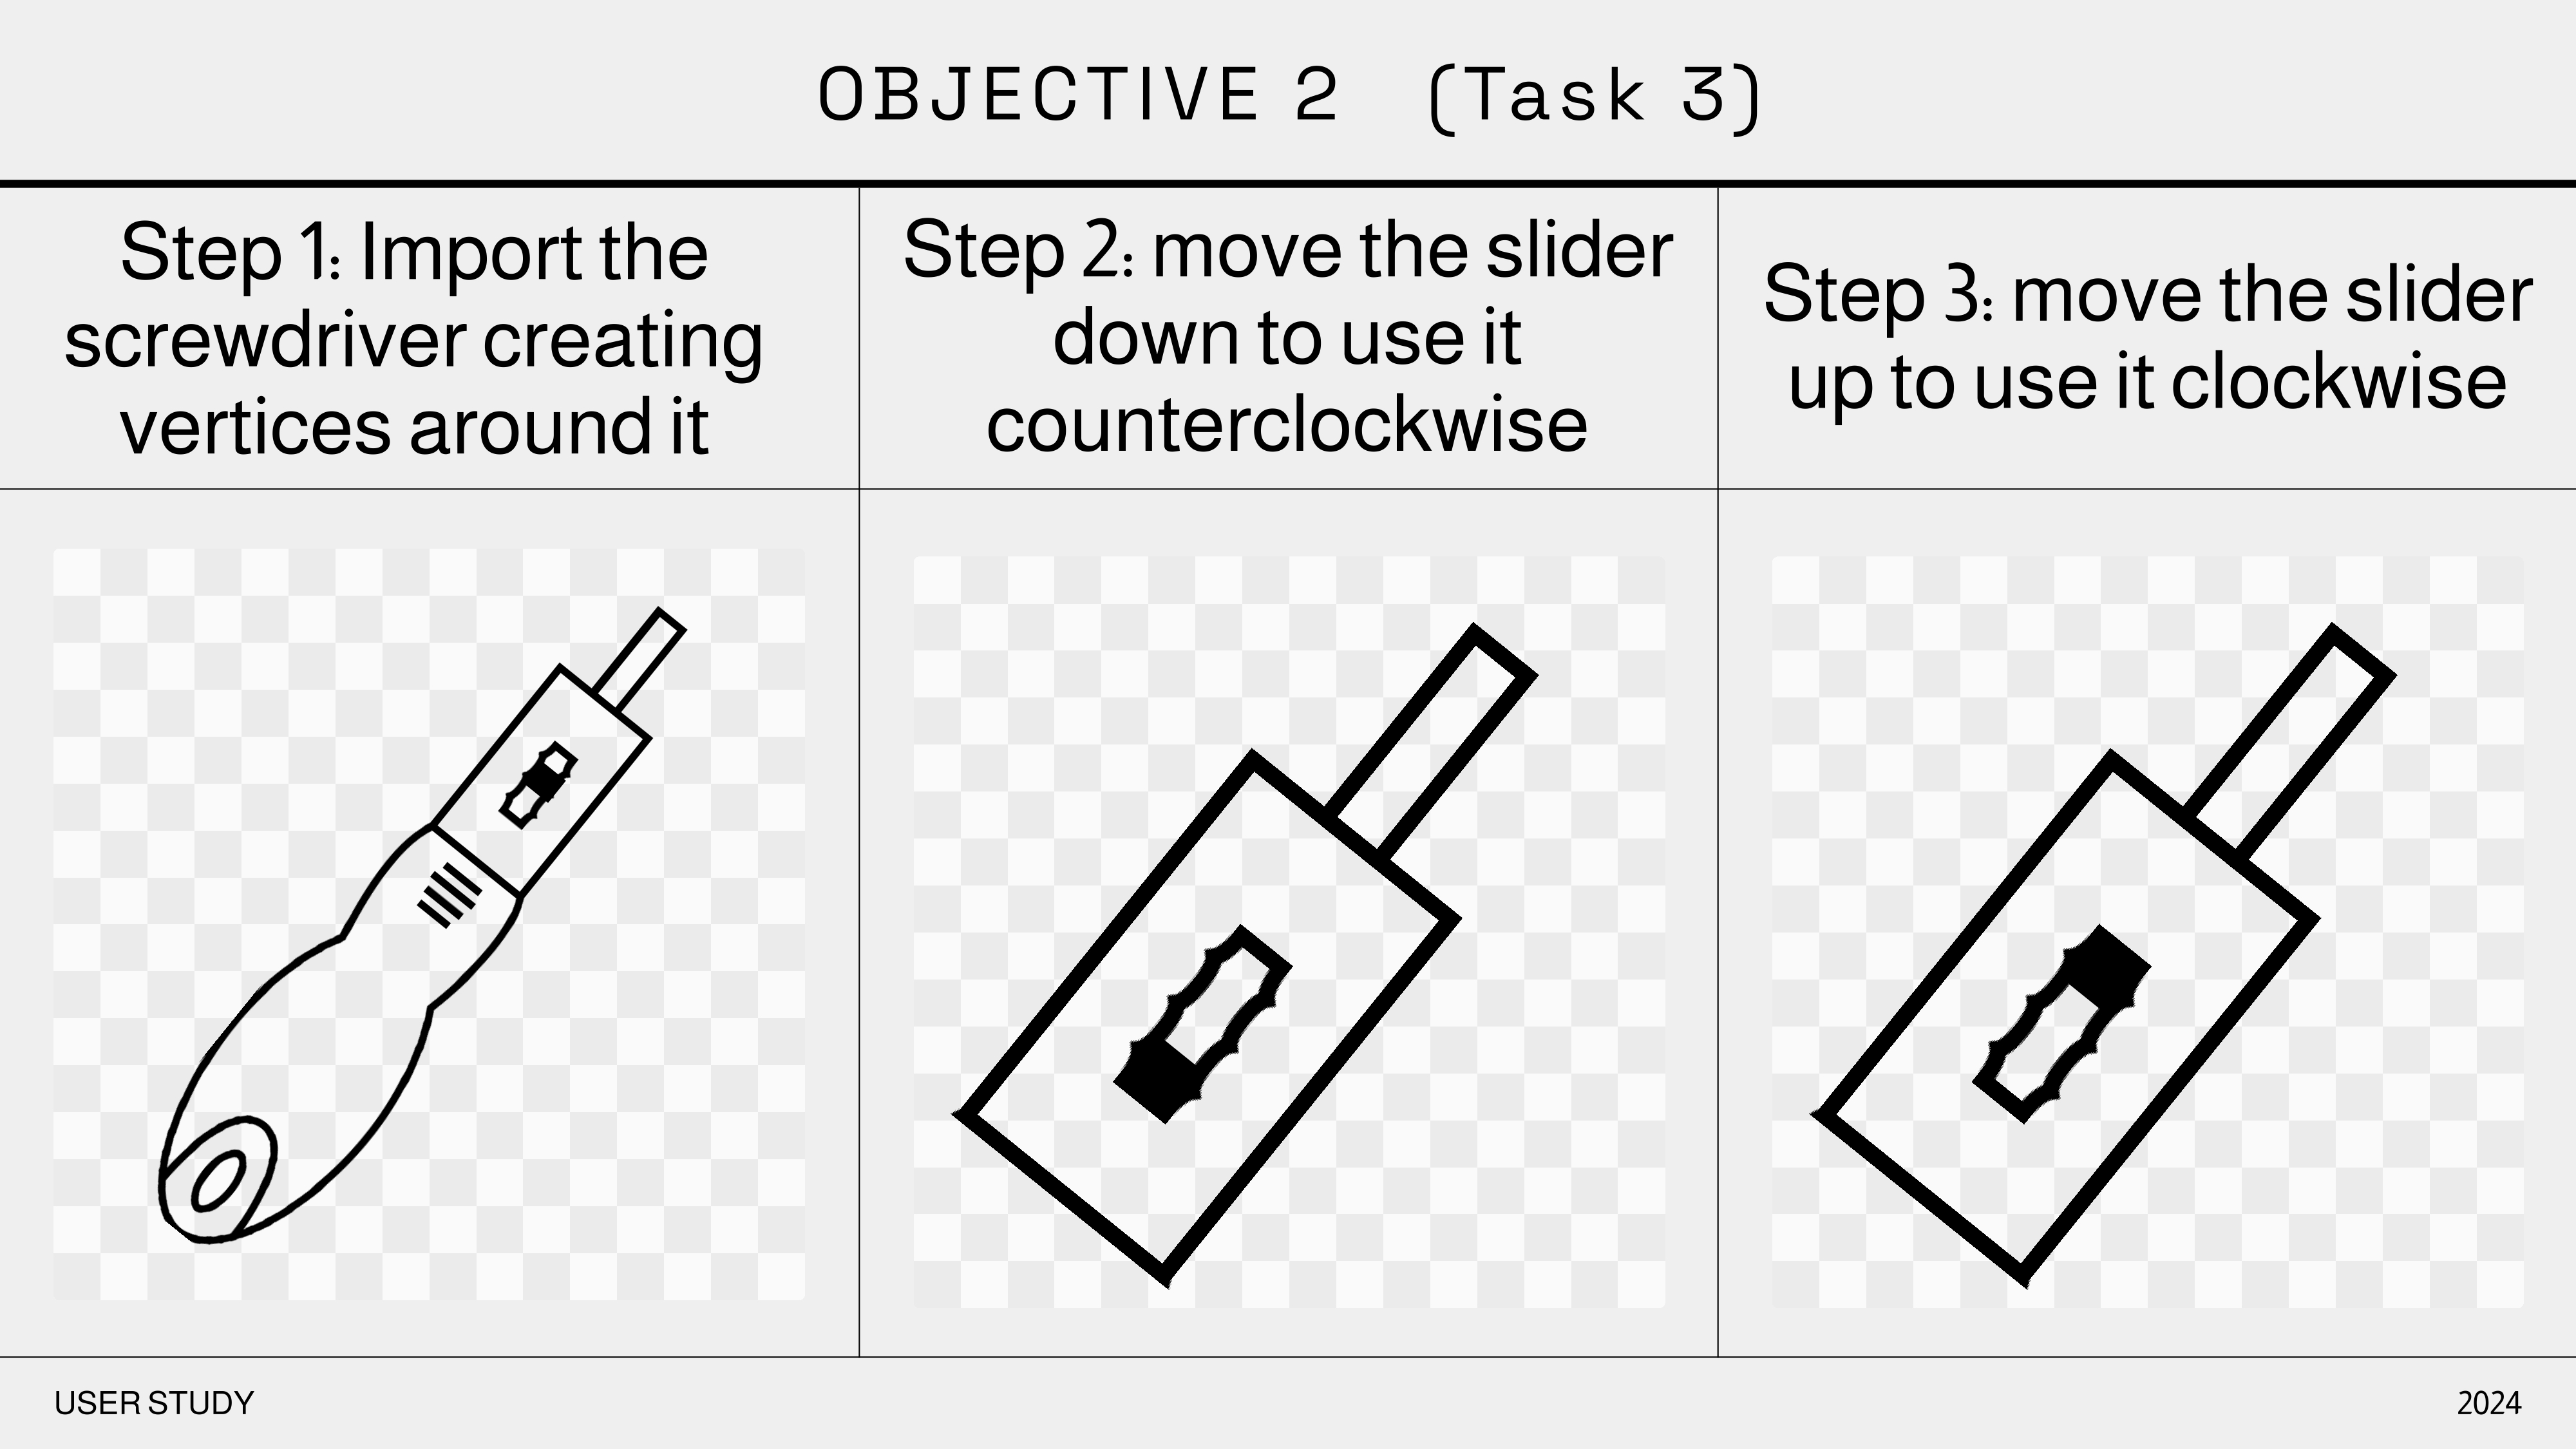 OBJECTIVE 2 (Task 3)
Step 1: Import the
screwdriver creating
vertices around it
Step 2: move the slider
down to use it
counterclockwise
Step 3: move the slider
up to use it clockwise
USER STUDY
2024